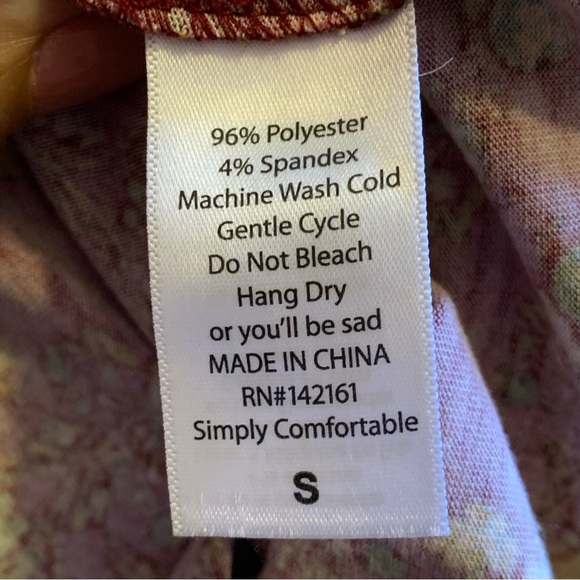 96% Polyester
4% Spandex
Machine Wash Cold
Gentle Cycle
Do Not Bleach
Hang Dry
or you'll be sad
MADE IN CHINA
RN#142161
Simply Comfortable
S